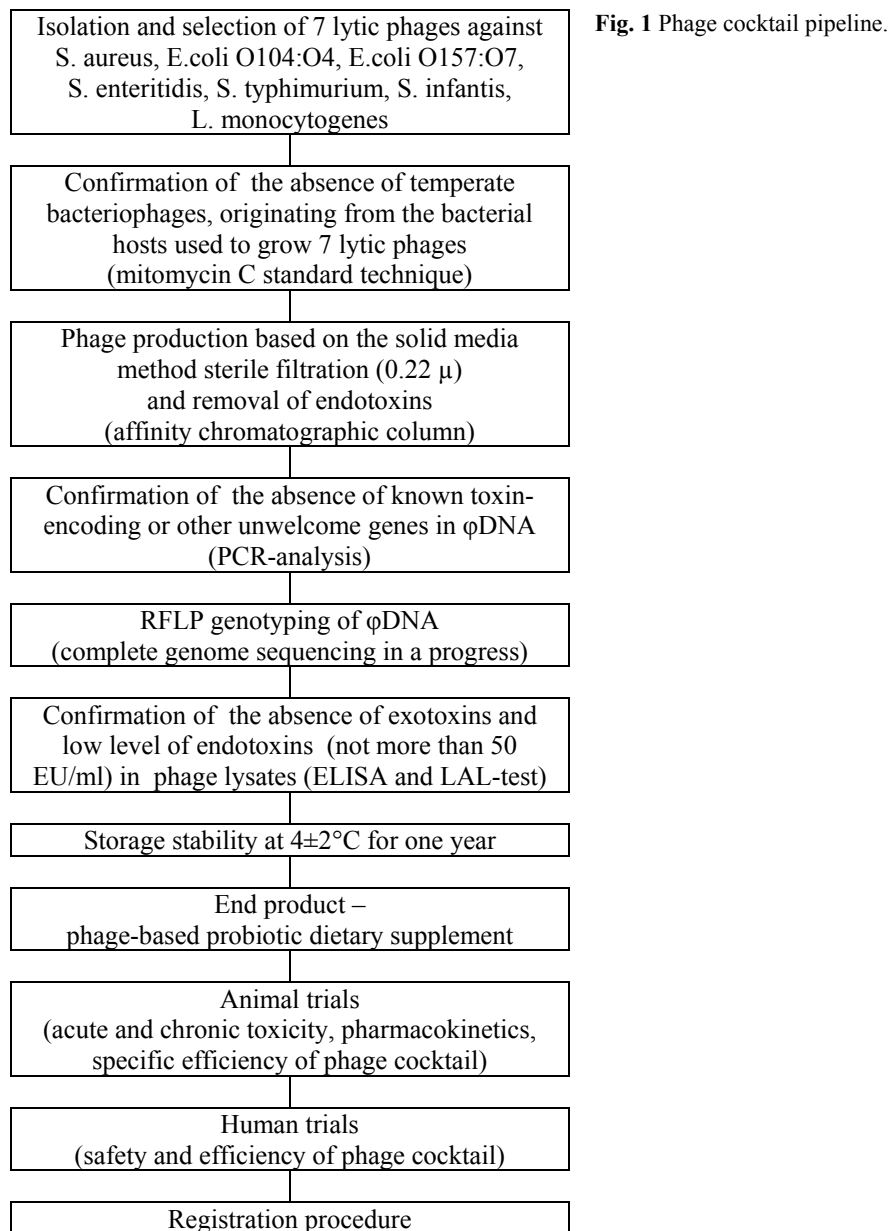 Isolation and selection of 7 lytic phages against
S. aureus, E.coli O104:O4, E.coli O157:O7,
S. enteritidis, S. typhimurium, S. infantis,
L. monocytogenes
Fig. 1 Phage cocktail pipeline.
Confirmation of the absence of temperate
bacteriophages, originating from the bacterial
hosts used to grow 7 lytic phages
(mitomycin C standard technique)
Phage production based on the solid media
method sterile filtration (0.22 μ)
and removal of endotoxins
(affinity chromatographic column)
Confirmation of the absence of known toxin-
encoding or other unwelcome genes in φDNA
(PCR-analysis)
RFLP genotyping of φDNA
(complete genome sequencing in a progress)
Confirmation of the absence of exotoxins and
low level of endotoxins (not more than 50
EU/ml) in phage lysates (ELISA and LAL-test)
Storage stability at 4±2°C for one year
End product –
phage-based probiotic dietary supplement
Animal trials
(acute and chronic toxicity, pharmacokinetics,
specific efficiency of phage cocktail)
Human trials
(safety and efficiency of phage cocktail)
Registration procedure